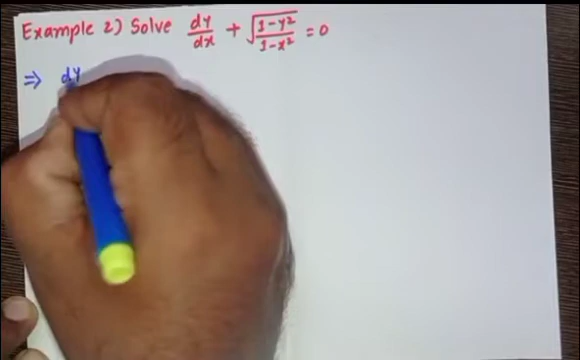 Example 2) Solve dy/dx + √(1-y²/1-x²) = 0
⇒ dy